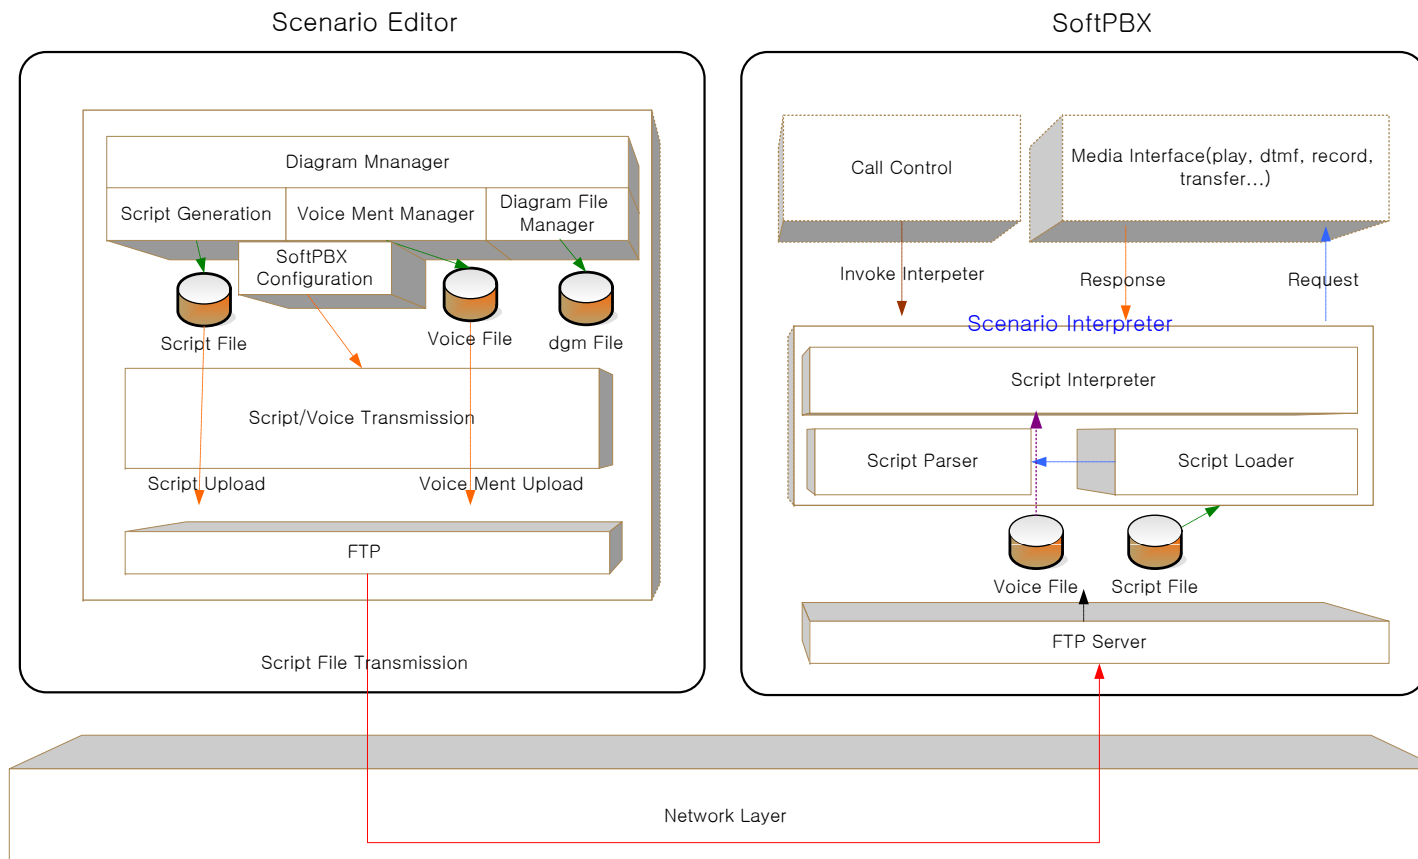 Scenario Editor
SoftPBX
Diagram Mnanager
Script Generation
Voice Ment Manager
Diagram File
Manager
SoftPBX
Configuration
Script File
Voice File
dgm File
Script/Voice Transmission
Script Upload
Voice Ment Upload
FTP
Script File Transmission
Call Control
Media Interface(play, dtmf, record,
transfer...)
Invoke Interpeter
Response
Request
Scenario Interpreter
Script Interpreter
Script Parser
Script Loader
Voice File
Script File
FTP Server
Network Layer